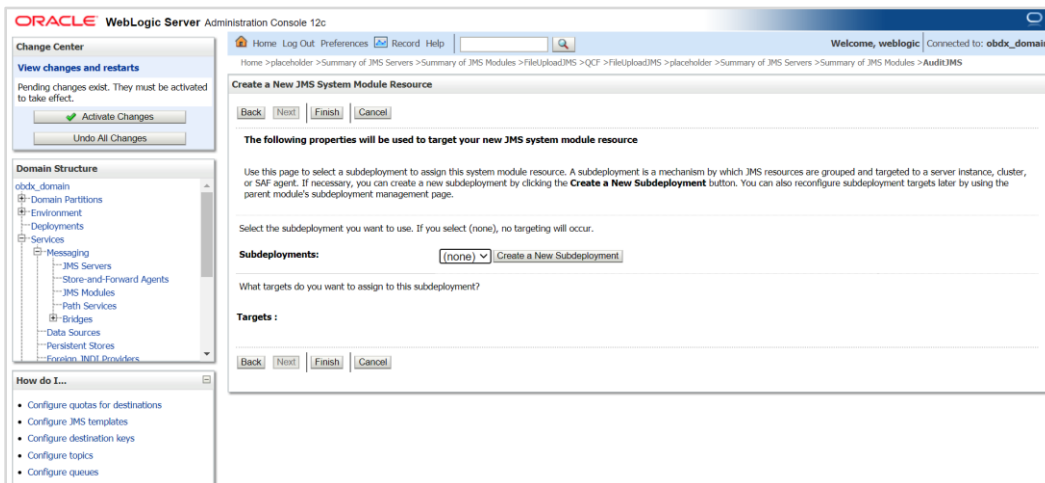 ORACLE WebLogic Server Administration Console 12c
Change Center
View changes and restarts
Pending changes exist. They must be activated
to take effect.
Activate Changes
Undo All Changes
Domain Structure
obdx_domain
Domain Partitions
Environment
Deployments
Services
Messaging
JMS Servers
Store-and-Forward Agents
JMS Modules
Path Services
Bridges
Data Sources
Persistent Stores
Foreign JNDI Providers
How do I...
Configure quotas for destinations
Configure JMS templates
Configure destination keys
Configure topics
Configure queues
Home Log Out Preferences Record Help
Welcome, weblogic Connected to: obdx_domain
Home >placeholder >Summary of JMS Servers >Summary of JMS Modules >FileUploadJMS >QCF >FileUploadJMS >placeholder >Summary of JMS Servers >Summary of JMS Modules >AuditJMS
Create a New JMS System Module Resource
Back Next Finish Cancel
The following properties will be used to target your new JMS system module resource
Use this page to select a subdeployment to assign this system module resource. A subdeployment is a mechanism by which JMS resources are grouped and targeted to a server instance, cluster,
or SAF agent. If necessary, you can create a new subdeployment by clicking the Create a New Subdeployment button. You can also reconfigure subdeployment targets later by using the
parent module's subdeployment management page.
Select the subdeployment you want to use. If you select (none), no targeting will occur.
Subdeployments: (none) Create a New Subdeployment
What targets do you want to assign to this subdeployment?
Targets :
Back Next Finish Cancel